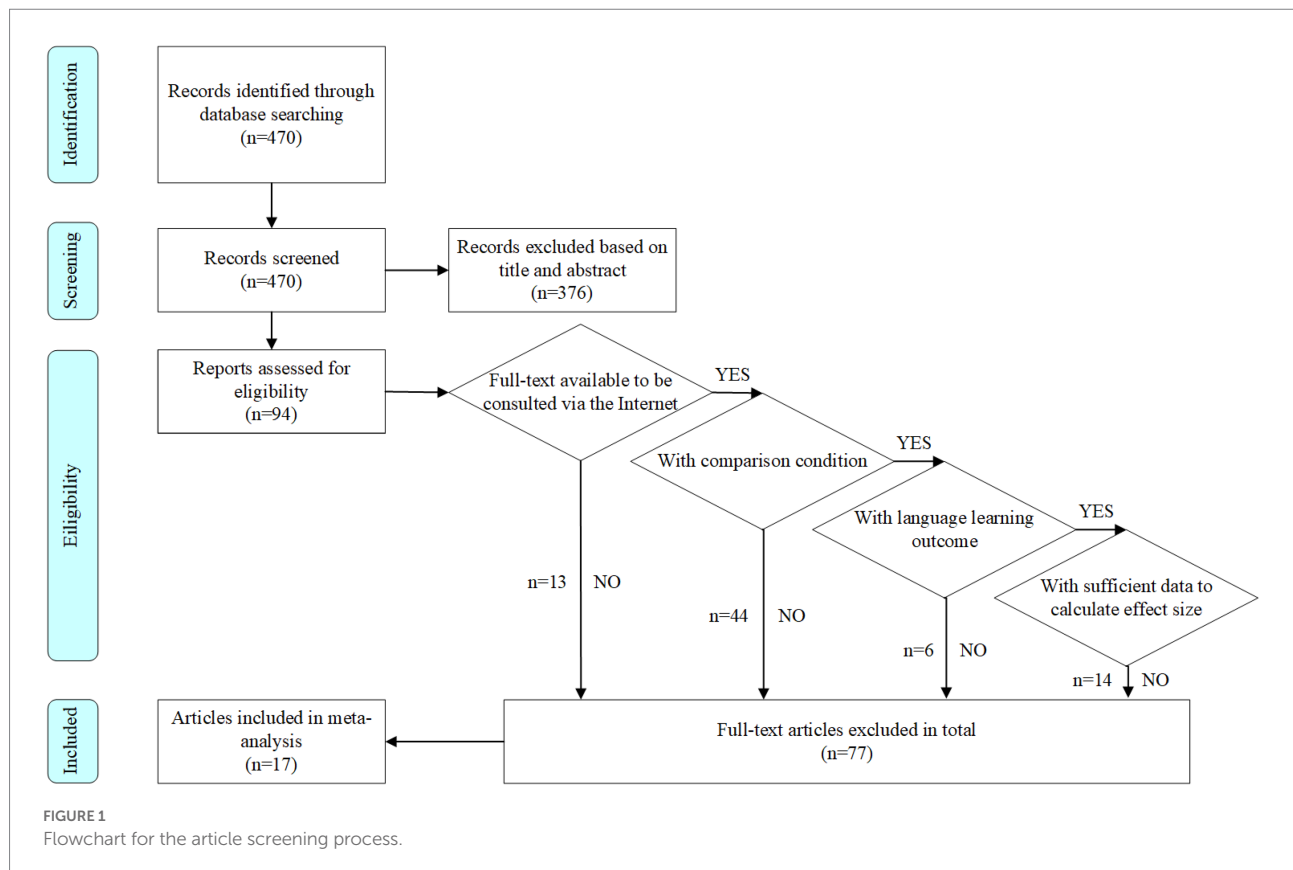 Identification
Records identified through
database searching
(n=470)
Screening
Records screened
(n=470)
Records excluded based on
title and abstract
(n=376)
Eiligibility
Reports assessed for
eligibility
(n=94)
Full-text available to be
consulted via the Internet
YES
With comparison condition
YES
With language learning
outcome
YES
With sufficient data to
calculate effect size
n=13 NO
n=44 NO
n=6 NO
n=14 NO
Included
Articles included in meta-
analysis
(n=17)
Full-text articles excluded in total
(n=77)
FIGURE 1
Flowchart for the article screening process.